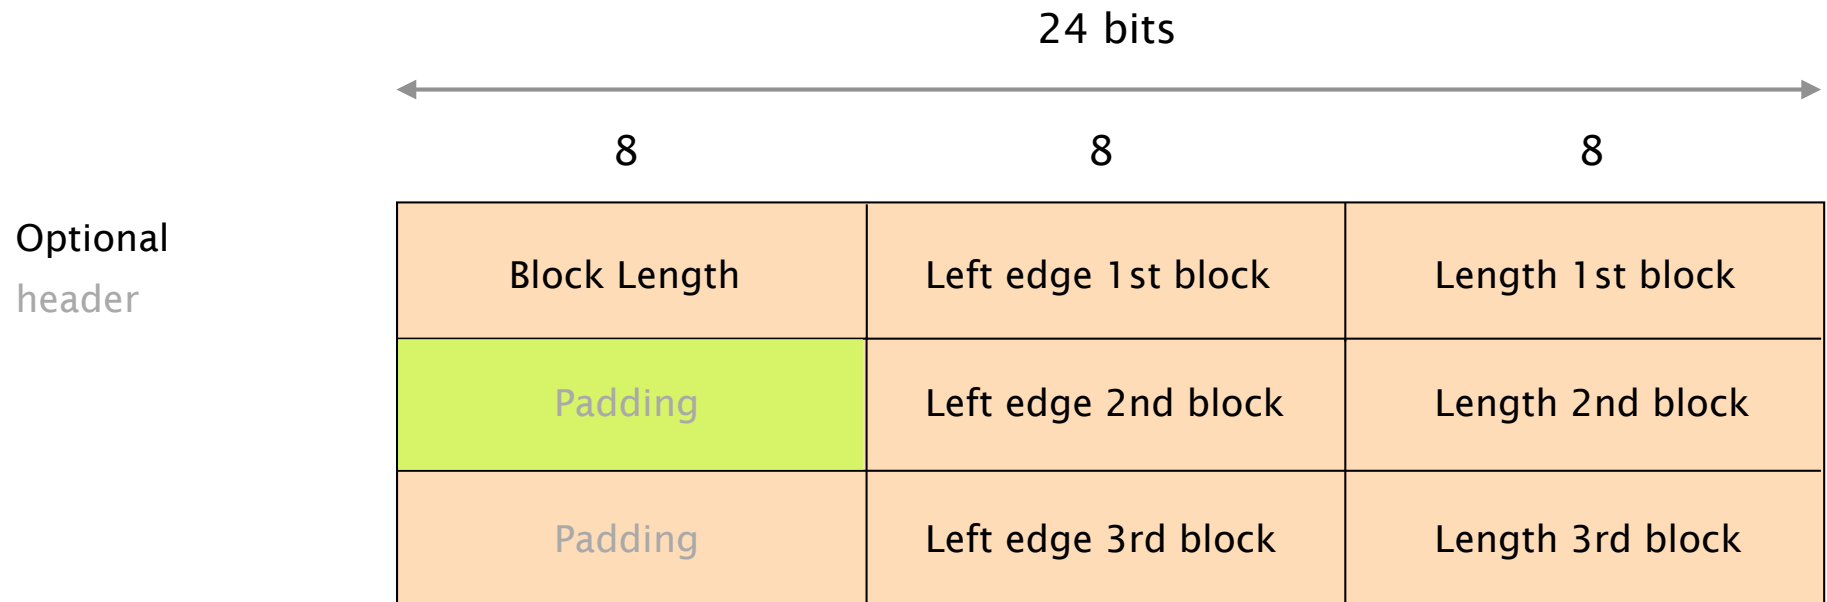 24 bits
8 8 8
Optional
header
Block Length Left edge 1st block Length 1st block
Padding Left edge 2nd block Length 2nd block
Padding Left edge 3rd block Length 3rd block